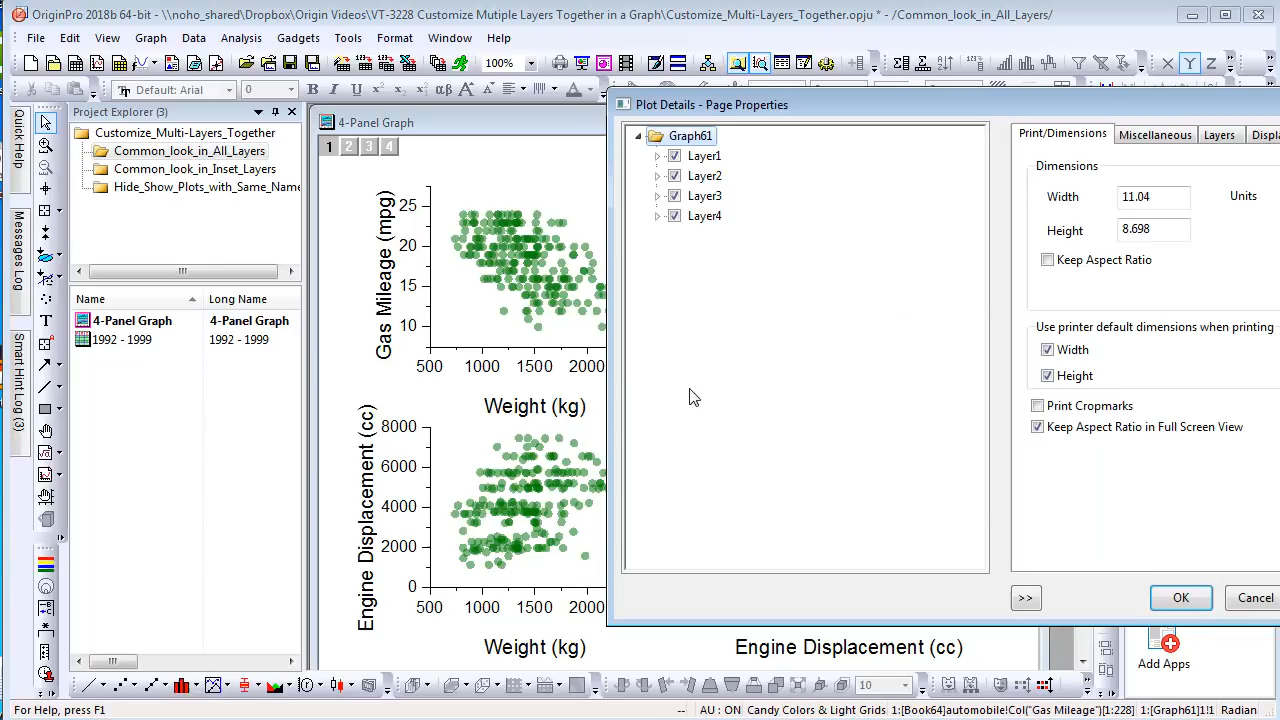 OriginPro 2018b 64-bit - \\noho_shared\Dropbox\Origin Videos\VT-3228 Customize Mutiple Layers Together in a Graph\Customize_Multi-Layers_Together.opju * - /Common_look_in_All_Layers/
File Edit View Graph Data Analysis Gadgets Tools Format Window Help
100%
Default: Arial 0 B I U
Project Explorer (3)
Customize_Multi-Layers_Together
Common_look_in_All_Layers
Common_look_in_Inset_Layers
Hide_Show_Plots_with_Same_Name
Name Long Name
4-Panel Graph 4-Panel Graph
1992 - 1999 1992 - 1999
Quick Help
Messages Log
Smart Hint Log (3)
4-Panel Graph
1 2 3 4
Gas Mileage (mpg)
25
20
15
10
500 1000 1500 2000
Weight (kg)
Engine Displacement (cc)
8000
6000
4000
2000
0
500 1000 1500 2000
Weight (kg)
Engine Displacement (cc)
Plot Details - Page Properties
Graph61
Layer1
Layer2
Layer3
Layer4
Print/Dimensions Miscellaneous Layers Displa
Dimensions
Width 11.04 Units
Height 8.698
Keep Aspect Ratio
Use printer default dimensions when printing
Width
Height
Print Cropmarks
Keep Aspect Ratio in Full Screen View
>> OK Cancel
Add Apps
10
For Help, press F1 -- AU : ON Candy Colors & Light Grids 1:[Book64]automobile!Col("Gas Mileage")[1:228] 1:[Graph61]1!1 Radian